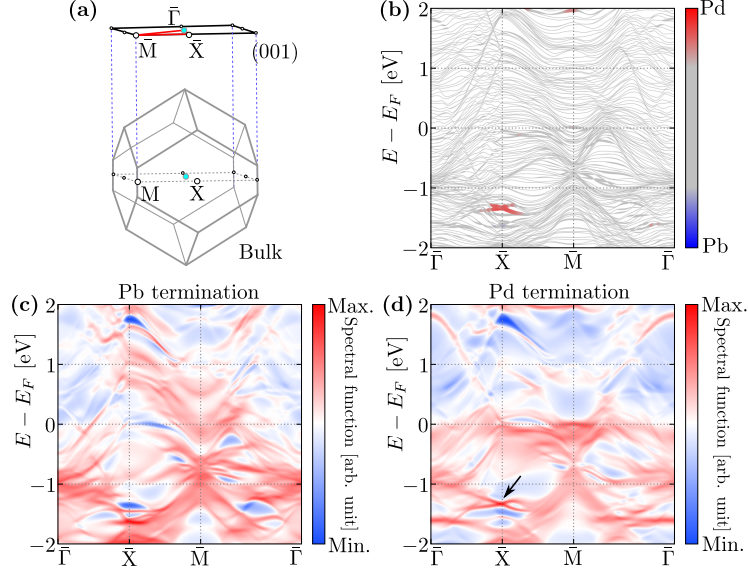 (a)
Γ̄
M̄
X̄
(001)
M
X
Bulk
(b)
E − E_F [eV]
2
1
0
−1
−2
Γ̄
X̄
M̄
Γ̄
Pd
Pb
(c)
Pb termination
E − E_F [eV]
2
1
0
−1
−2
Γ̄
X̄
M̄
Γ̄
Max.
Spectral function [arb. unit]
Min.
(d)
Pd termination
E − E_F [eV]
2
1
0
−1
−2
Γ̄
X̄
M̄
Γ̄
Max.
Spectral function [arb. unit]
Min.